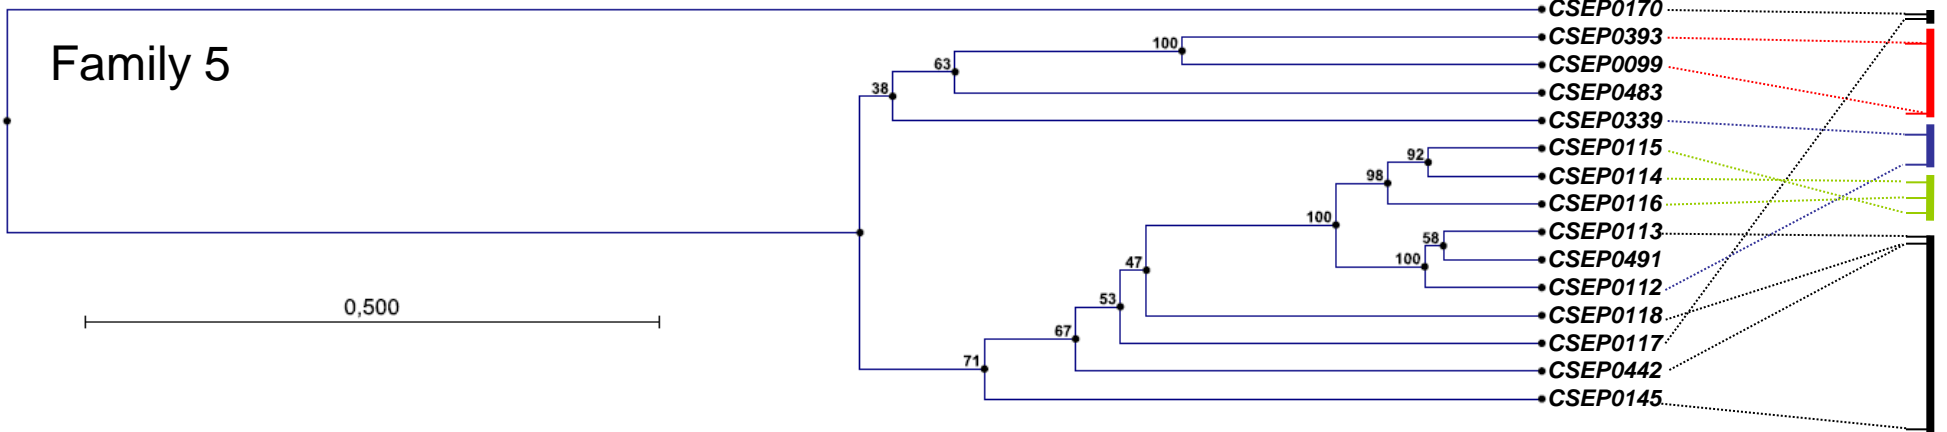 CSEP0170
Family 5
100
CSEP0393
63
CSEP0099
38
CSEP0483
CSEP0339
92
CSEP0115
98
CSEP0114
CSEP0116
100
58
CSEP0113
100
CSEP0491
47
CSEP0112
0,500
53
CSEP0118
67
CSEP0117
71
CSEP0442
CSEP0145